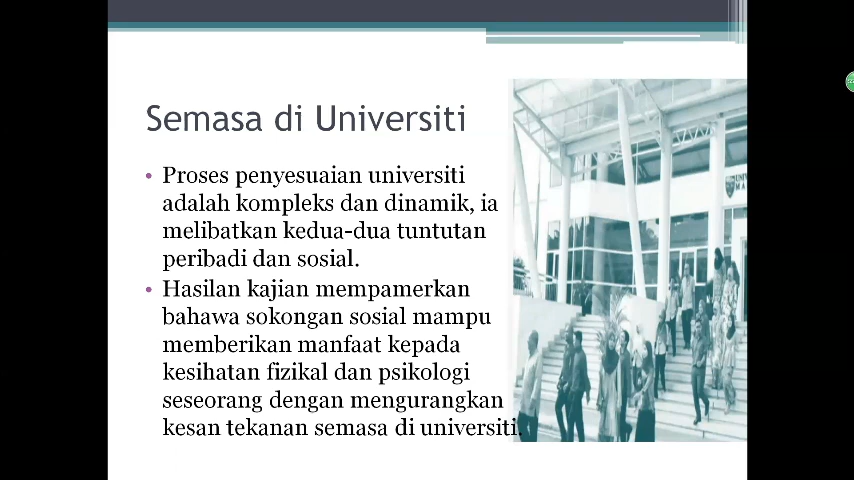 Semasa di Universiti
• Proses penyesuaian universiti
adalah kompleks dan dinamik, ia
melibatkan kedua-dua tuntutan
peribadi dan sosial.
• Hasilan kajian mempamerkan
bahawa sokongan sosial mampu
memberikan manfaat kepada
kesihatan fizikal dan psikologi
seseorang dengan mengurangkan
kesan tekanan semasa di universiti.